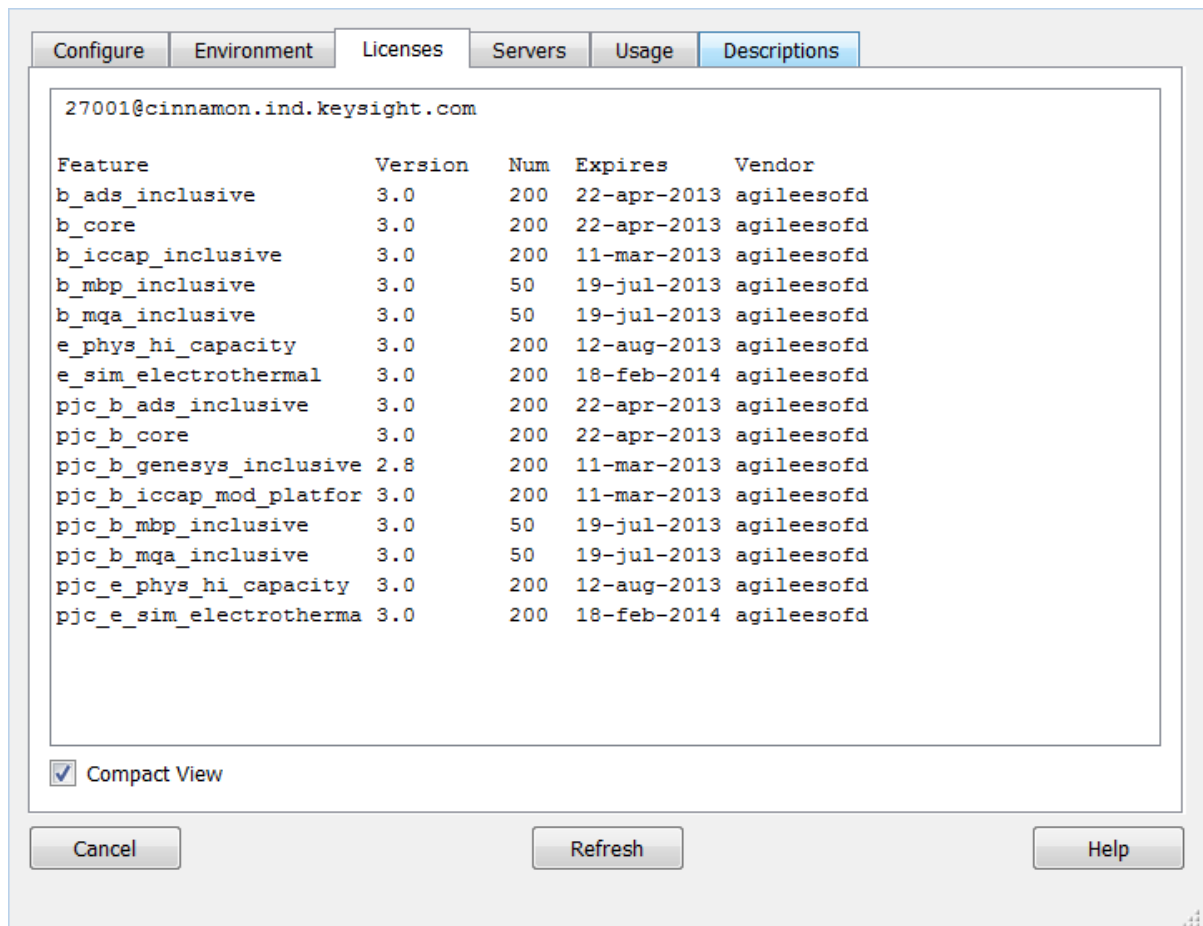 Configure Environment Licenses Servers Usage Descriptions
27001@cinnamon.ind.keysight.com
Feature Version Num Expires Vendor
b_ads_inclusive 3.0 200 22-apr-2013 agileesofd
b_core 3.0 200 22-apr-2013 agileesofd
b_iccap_inclusive 3.0 200 11-mar-2013 agileesofd
b_mbp_inclusive 3.0 50 19-jul-2013 agileesofd
b_mqa_inclusive 3.0 50 19-jul-2013 agileesofd
e_phys_hi_capacity 3.0 200 12-aug-2013 agileesofd
e_sim_electrothermal 3.0 200 18-feb-2014 agileesofd
pjc_b_ads_inclusive 3.0 200 22-apr-2013 agileesofd
pjc_b_core 3.0 200 22-apr-2013 agileesofd
pjc_b_genesys_inclusive 2.8 200 11-mar-2013 agileesofd
pjc_b_iccap_mod_platfor 3.0 200 11-mar-2013 agileesofd
pjc_b_mbp_inclusive 3.0 50 19-jul-2013 agileesofd
pjc_b_mqa_inclusive 3.0 50 19-jul-2013 agileesofd
pjc_e_phys_hi_capacity 3.0 200 12-aug-2013 agileesofd
pjc_e_sim_electrotherma 3.0 200 18-feb-2014 agileesofd
Compact View
Cancel Refresh Help